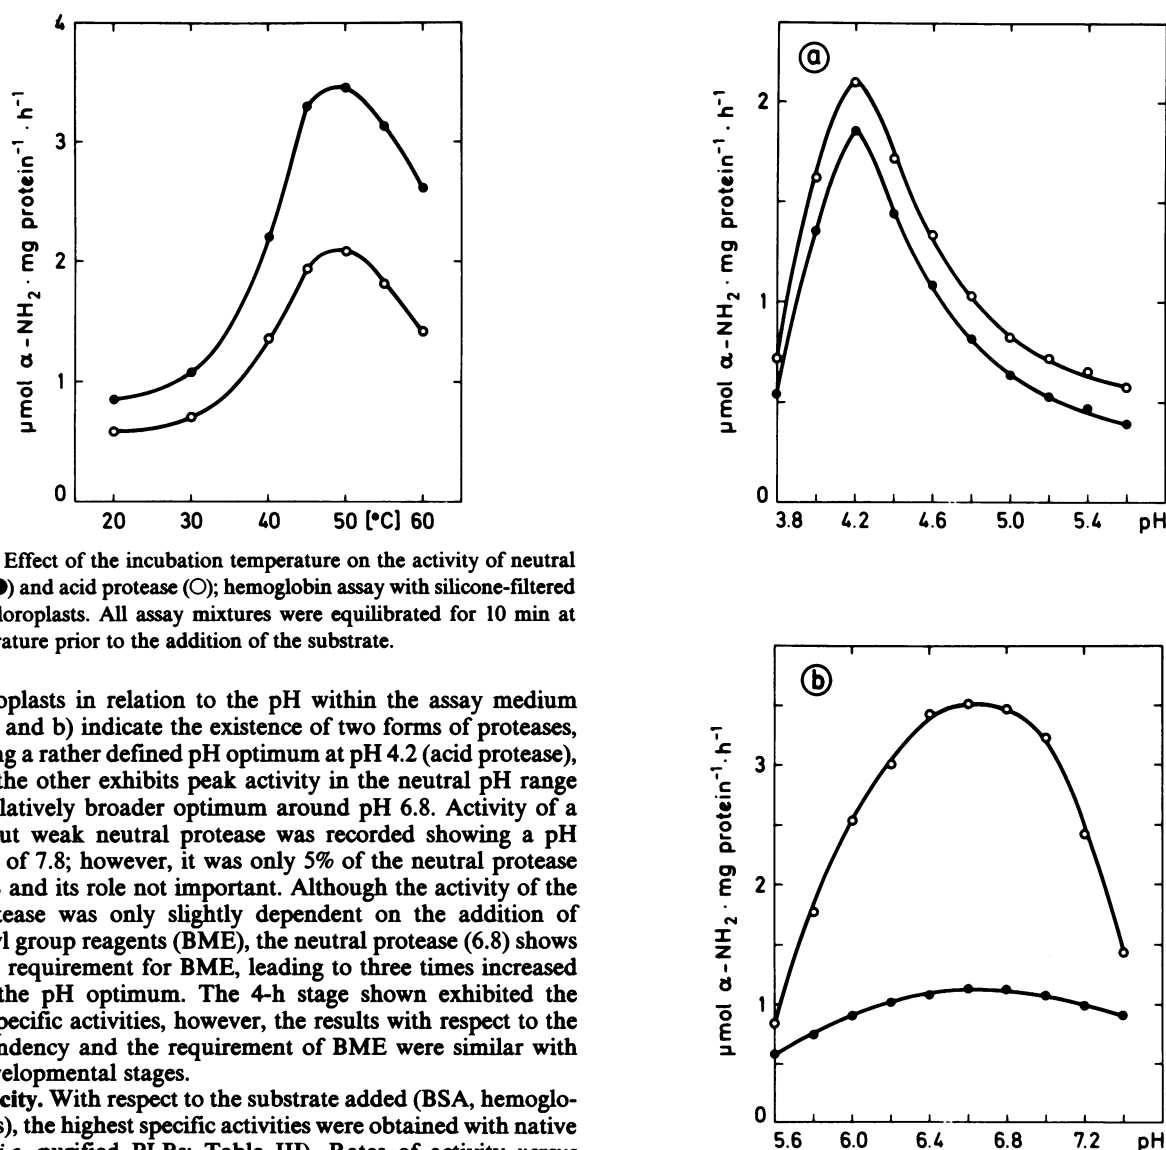 4
3
2
1
0
μmol α-NH₂ · mg protein⁻¹ · h⁻¹
20 30 40 50 [°C] 60
Effect of the incubation temperature on the activity of neutral
●) and acid protease (○); hemoglobin assay with silicone-filtered
loroplasts. All assay mixtures were equilibrated for 10 min at
rature prior to the addition of the substrate.
oplasts in relation to the pH within the assay medium
and b) indicate the existence of two forms of proteases,
ng a rather defined pH optimum at pH 4.2 (acid protease),
the other exhibits peak activity in the neutral pH range
latively broader optimum around pH 6.8. Activity of a
ut weak neutral protease was recorded showing a pH
of 7.8; however, it was only 5% of the neutral protease
and its role not important. Although the activity of the
tease was only slightly dependent on the addition of
yl group reagents (BME), the neutral protease (6.8) shows
requirement for BME, leading to three times increased
the pH optimum. The 4-h stage shown exhibited the
pecific activities, however, the results with respect to the
ndency and the requirement of BME were similar with
velopmental stages.
city. With respect to the substrate added (BSA, hemoglo-
s), the highest specific activities were obtained with native
a
2
1
0
μmol α-NH₂ · mg protein⁻¹ · h⁻¹
3.8 4.2 4.6 5.0 5.4 pH
b
3
2
1
0
μmol α-NH₂ · mg protein⁻¹ · h⁻¹
5.6 6.0 6.4 6.8 7.2 pH